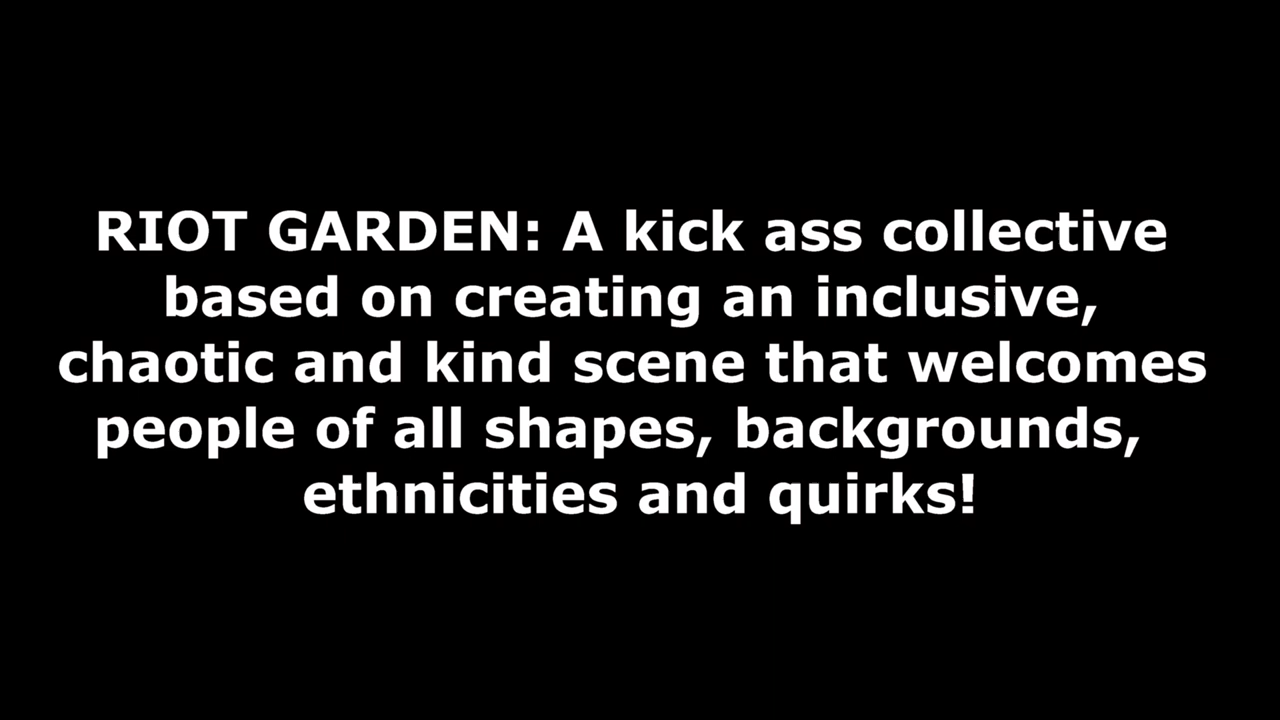 RIOT GARDEN: A kick ass collective
based on creating an inclusive,
chaotic and kind scene that welcomes
people of all shapes, backgrounds,
ethnicities and quirks!